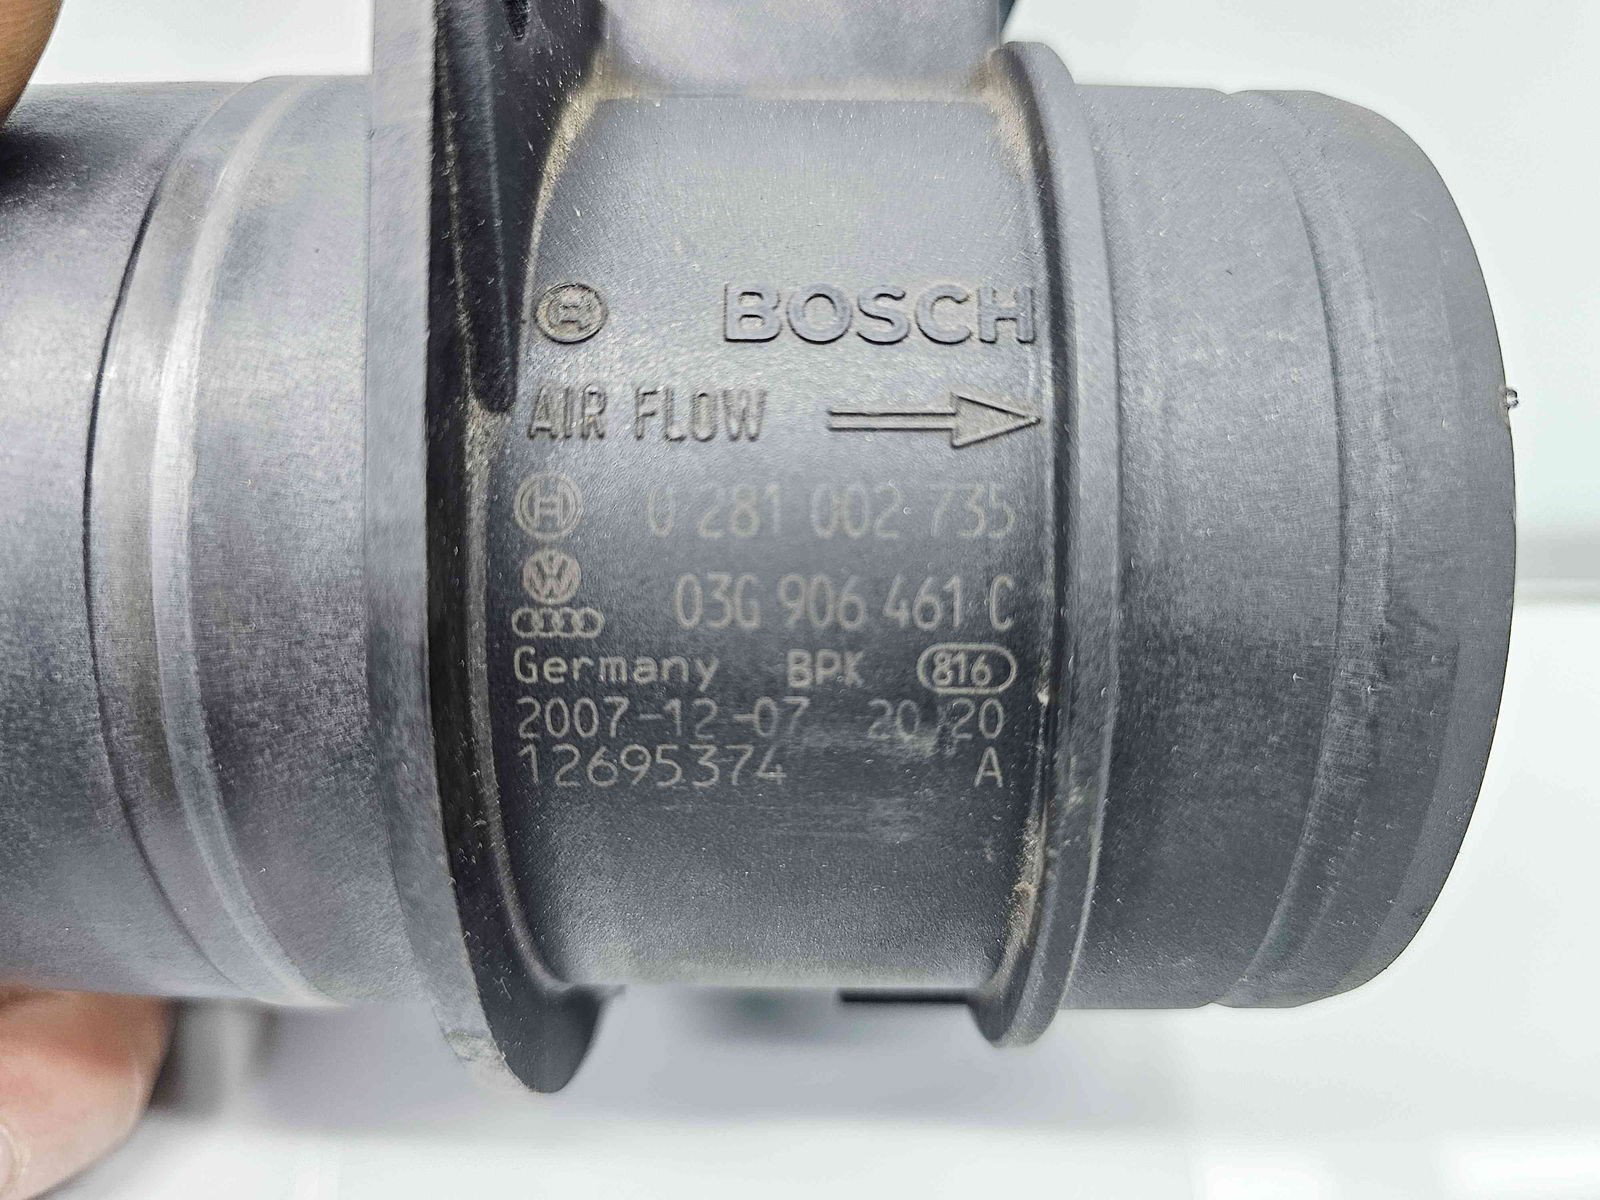 BOSCH
AIR FLOW
0 281 002 735
03G 906 461 C
Germany BPK 816
2007-12-07 20 20
12695374 A